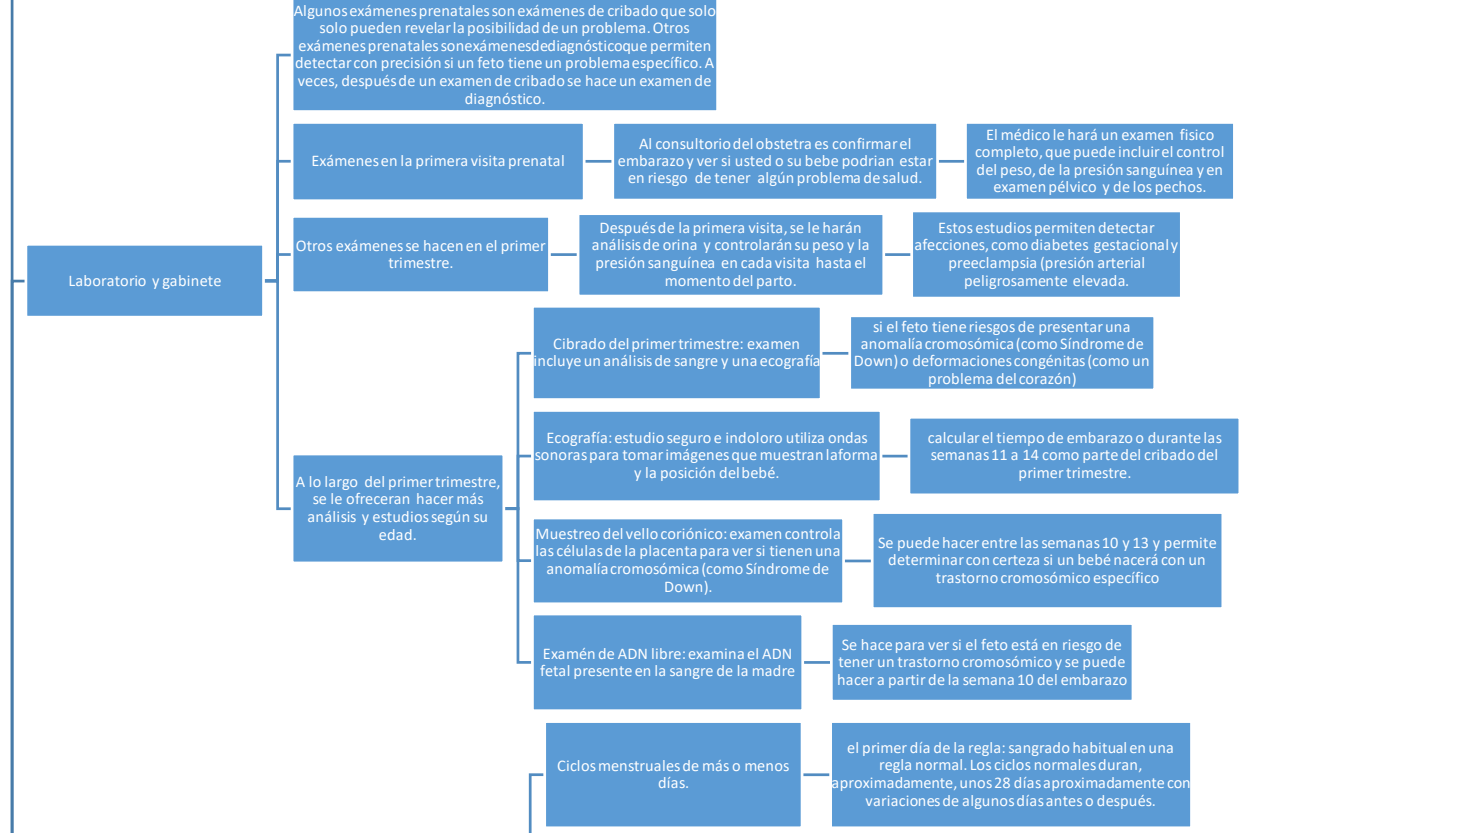 Algunos exámenes prenatales son exámenes de cribado que solo
solo pueden revelar la posibilidad de un problema. Otros
exámenes prenatales sonexámenesdediagnósticoque permiten
detectar con precisión si un feto tiene un problema específico. A
veces, después de un examen de cribado se hace un examen de
diagnóstico.
Exámenes en la primera visita prenatal
Al consultorio del obstetra es confirmar el
embarazo y ver si usted o su bebe podrian estar
en riesgo de tener algún problema de salud.
El médico le hará un examen fisico
completo, que puede incluir el control
del peso, de la presión sanguínea y en
examen pélvico y de los pechos.
Laboratorio y gabinete
Otros exámenes se hacen en el primer
trimestre.
Después de la primera visita, se le harán
análisis de orina y controlarán su peso y la
presión sanguínea en cada visita hasta el
momento del parto.
Estos estudios permiten detectar
afecciones, como diabetes gestacional y
preeclampsia (presión arterial
peligrosamente elevada.
A lo largo del primer trimestre,
se le ofreceran hacer más
análisis y estudios según su
edad.
Cibrado del primer trimestre: examen
incluye un análisis de sangre y una ecografía
si el feto tiene riesgos de presentar una
anomalía cromosómica (como Síndrome de
Down) o deformaciones congénitas (como un
problema del corazón)
Ecografía: estudio seguro e indoloro utiliza ondas
sonoras para tomar imágenes que muestran laforma
y la posición del bebé.
calcular el tiempo de embarazo o durante las
semanas 11 a 14 como parte del cribado del
primer trimestre.
Muestreo del vello coriónico: examen controla
las células de la placenta para ver si tienen una
anomalía cromosómica (como Síndrome de
Down).
Se puede hacer entre las semanas 10 y 13 y permite
determinar con certeza si un bebé nacerá con un
trastorno cromosómico específico
Examén de ADN libre: examina el ADN
fetal presente en la sangre de la madre
Se hace para ver si el feto está en riesgo de
tener un trastorno cromosómico y se puede
hacer a partir de la semana 10 del embarazo
Ciclos menstruales de más o menos
días.
el primer día de la regla: sangrado habitual en una
regla normal. Los ciclos normales duran,
aproximadamente, unos 28 días aproximadamente con
variaciones de algunos días antes o después.